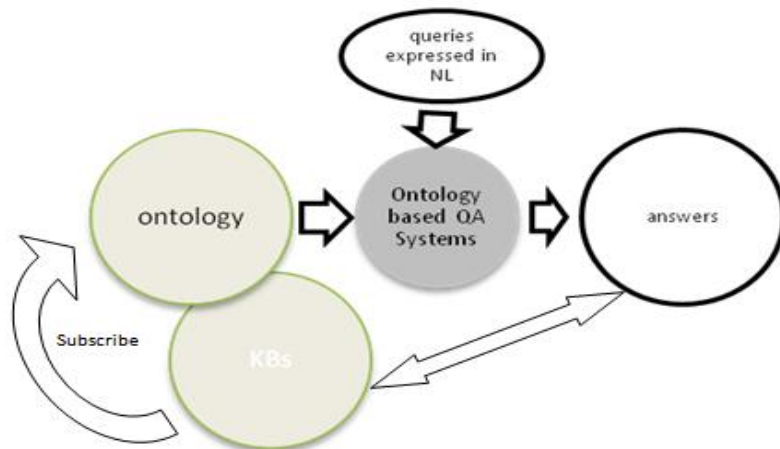 queries
expressed in
NL
ontology
Ontology
based QA
Systems
answers
Subscribe
KBs